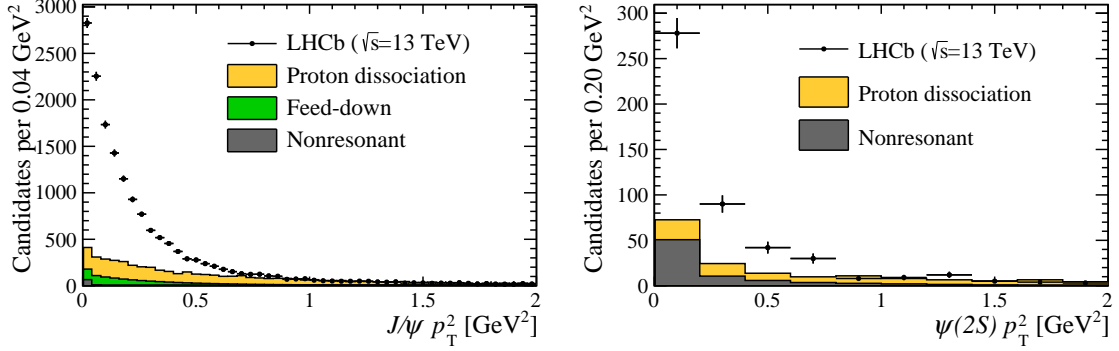 Candidates per 0.04 GeV²
3000
2500
2000
1500
1000
500
0
0 0.5 1 1.5 2
J/ψ p_T² [GeV²]
LHCb (√s=13 TeV)
Proton dissociation
Feed-down
Nonresonant
Candidates per 0.20 GeV²
300
250
200
150
100
50
0
0 0.5 1 1.5 2
ψ(2S) p_T² [GeV²]
LHCb (√s=13 TeV)
Proton dissociation
Nonresonant